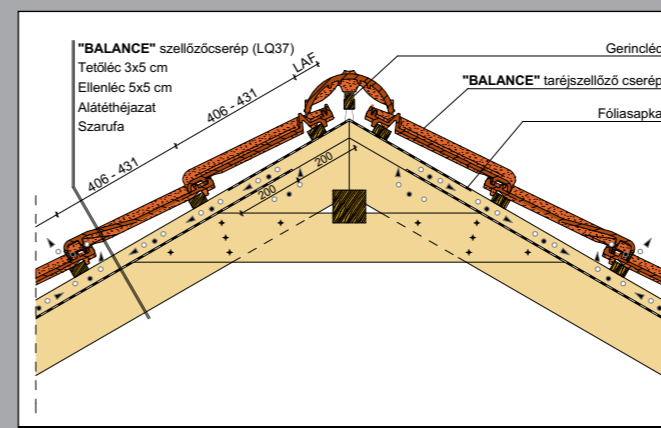 "BALANCE" szellőzőcserép (LQ37)
Tetőléc 3x5 cm
Ellenléc 5x5 cm
Alátéthéjazat
Szarufa
LAF
406 - 431
406 - 431
200
200
Gerincléc
"BALANCE" taréjszellőző cserép
Fóliasapka